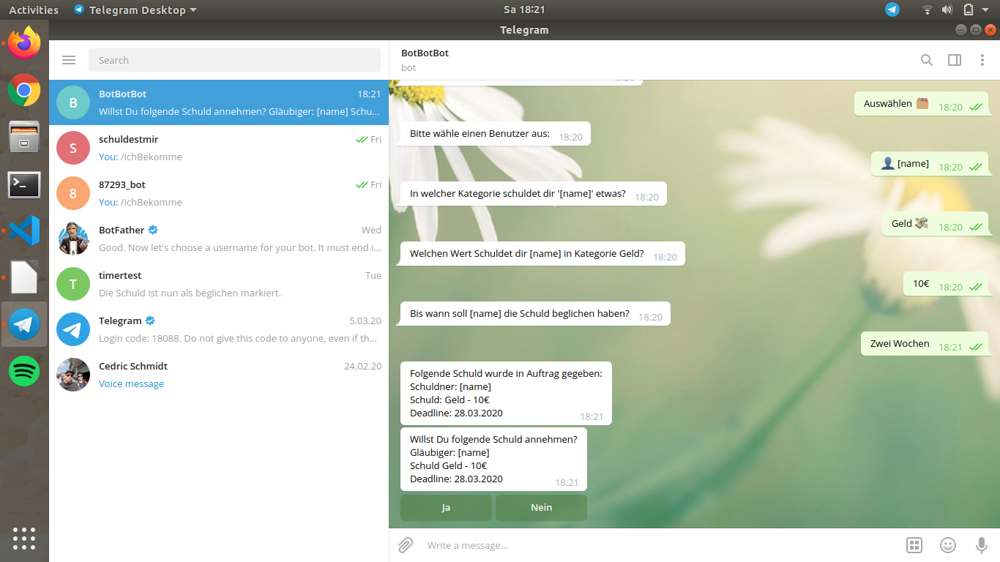 Activities
Telegram Desktop
Sa 18:21
Telegram
Search
B
BotBotBot
18:21
Willst Du folgende Schuld annehmen? Gläubiger: [name] Schu...
S
schuldestmir
Fri
You: /ichBekomme
8
87293_bot
Fri
You: /ichBekomme
BotFather
Wed
Good. Now let's choose a username for your bot. It must end i...
T
timertest
Tue
Die Schuld ist nun als beglichen markiert.
Telegram
5.03.20
Login code: 18088. Do not give this code to anyone, even if th...
Cedric Schmidt
24.02.20
Voice message
BotBotBot
bot
18:20
Auswählen 18:20
Bitte wähle einen Benutzer aus: 18:20
[name] 18:20
In welcher Kategorie schuldet dir '[name]' etwas? 18:20
Geld 18:20
Welchen Wert Schuldet dir [name] in Kategorie Geld? 18:20
10€ 18:20
Bis wann soll [name] die Schuld beglichen haben? 18:20
Zwei Wochen 18:21
Folgende Schuld wurde in Auftrag gegeben:
Schuldner: [name]
Schuld: Geld - 10€
Deadline: 28.03.2020
18:21
Willst Du folgende Schuld annehmen?
Gläubiger: [name]
Schuld Geld - 10€
Deadline: 28.03.2020
18:21
Ja
Nein
Write a message...